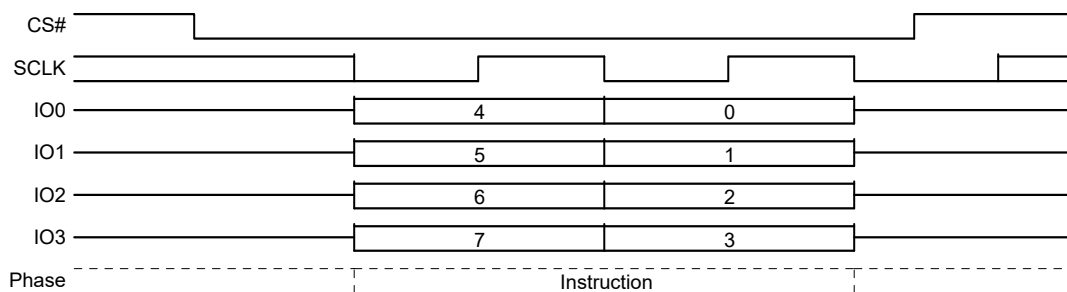 CS#
SCLK
IO0 4 0
IO1 5 1
IO2 6 2
IO3 7 3
Phase Instruction